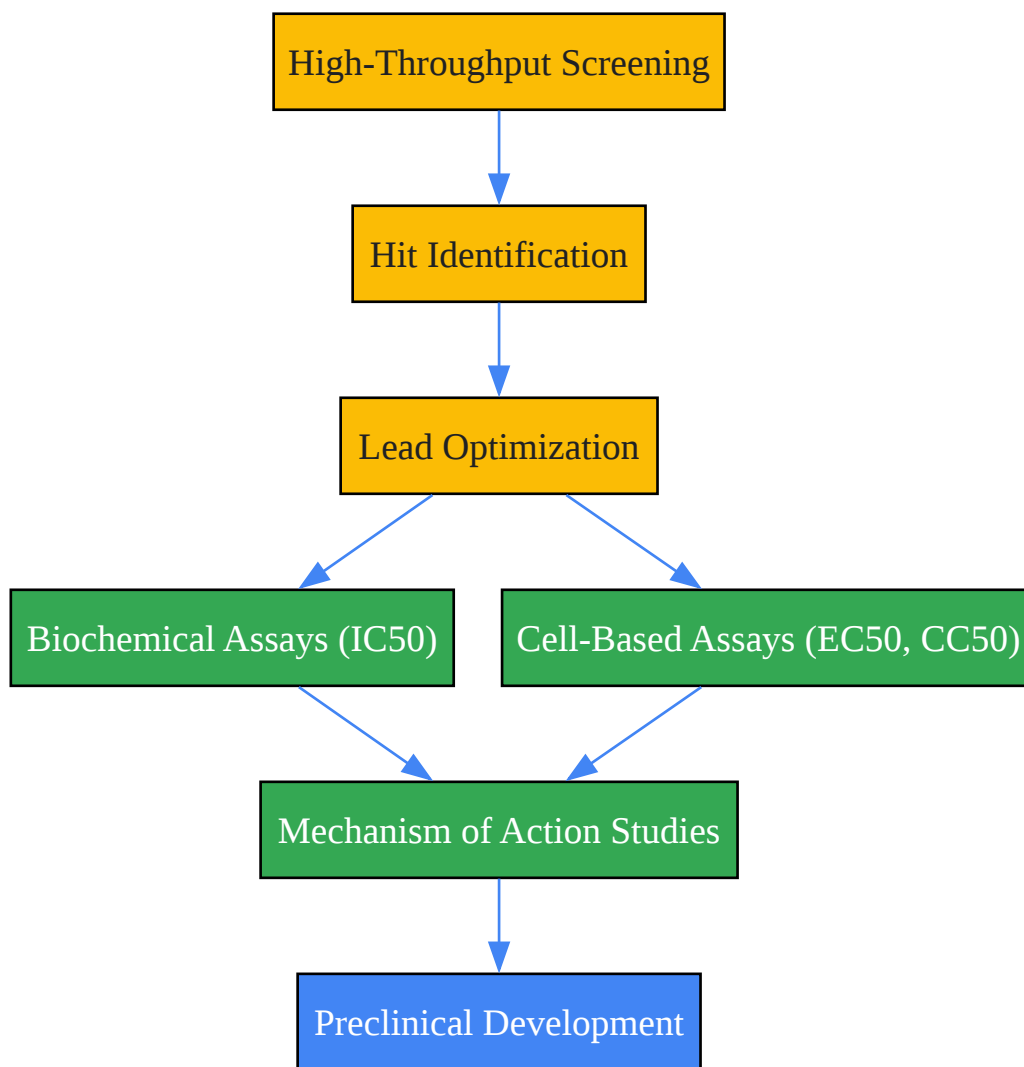 High-Throughput Screening
Hit Identification
Lead Optimization
Biochemical Assays (IC50)
Cell-Based Assays (EC50, CC50)
Mechanism of Action Studies
Preclinical Development